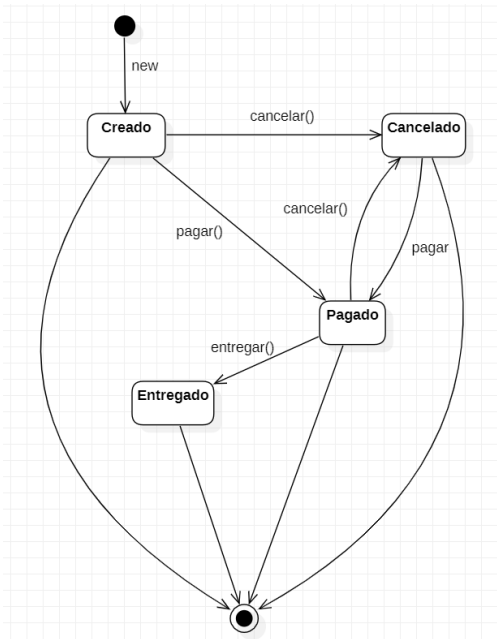 new
Creado
cancelar()
Cancelado
cancelar()
pagar()
pagar
Pagado
entregar()
Entregado